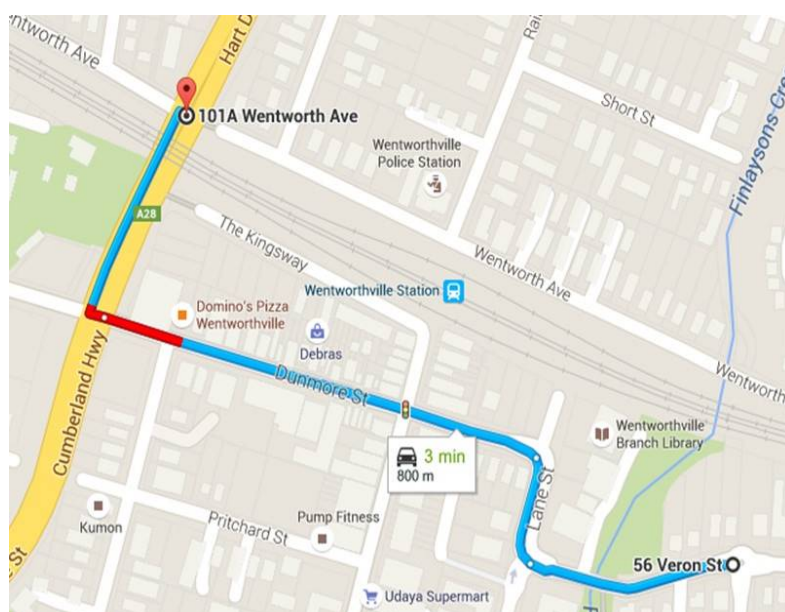 Hart D
entworth Ave
101A Wentworth Ave
Short St
Finlaysons Cre
Wentworthville
Police Station
A28
The Kingsway
Wentworth Ave
Wentworthville Station
Domino's Pizza
Wentworthville
Debras
Cumberland Hwy
Dunmore St
Wentworth
3 min
800 m
Wentworthville
Branch Library
Lane St
Kumon
Pritchard St
Pump Fitness
56 Veron St
e St
Udaya Supermart